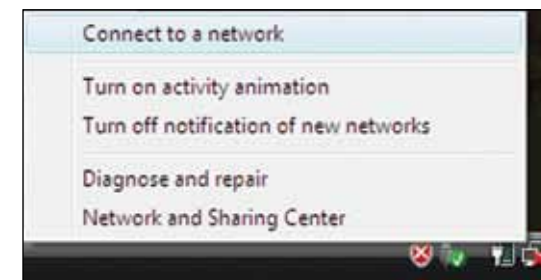 Connect to a network
Turn on activity animation
Turn off notification of new networks
Diagnose and repair
Network and Sharing Center